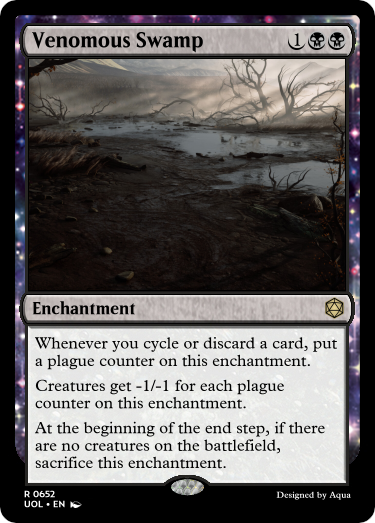 Venomous Swamp 1
Enchantment
Whenever you cycle or discard a card, put
a plague counter on this enchantment.
Creatures get -1/-1 for each plague
counter on this enchantment.
At the beginning of the end step, if there
are no creatures on the battlefield,
sacrifice this enchantment.
R 0652
UOL • EN
Designed by Aqua